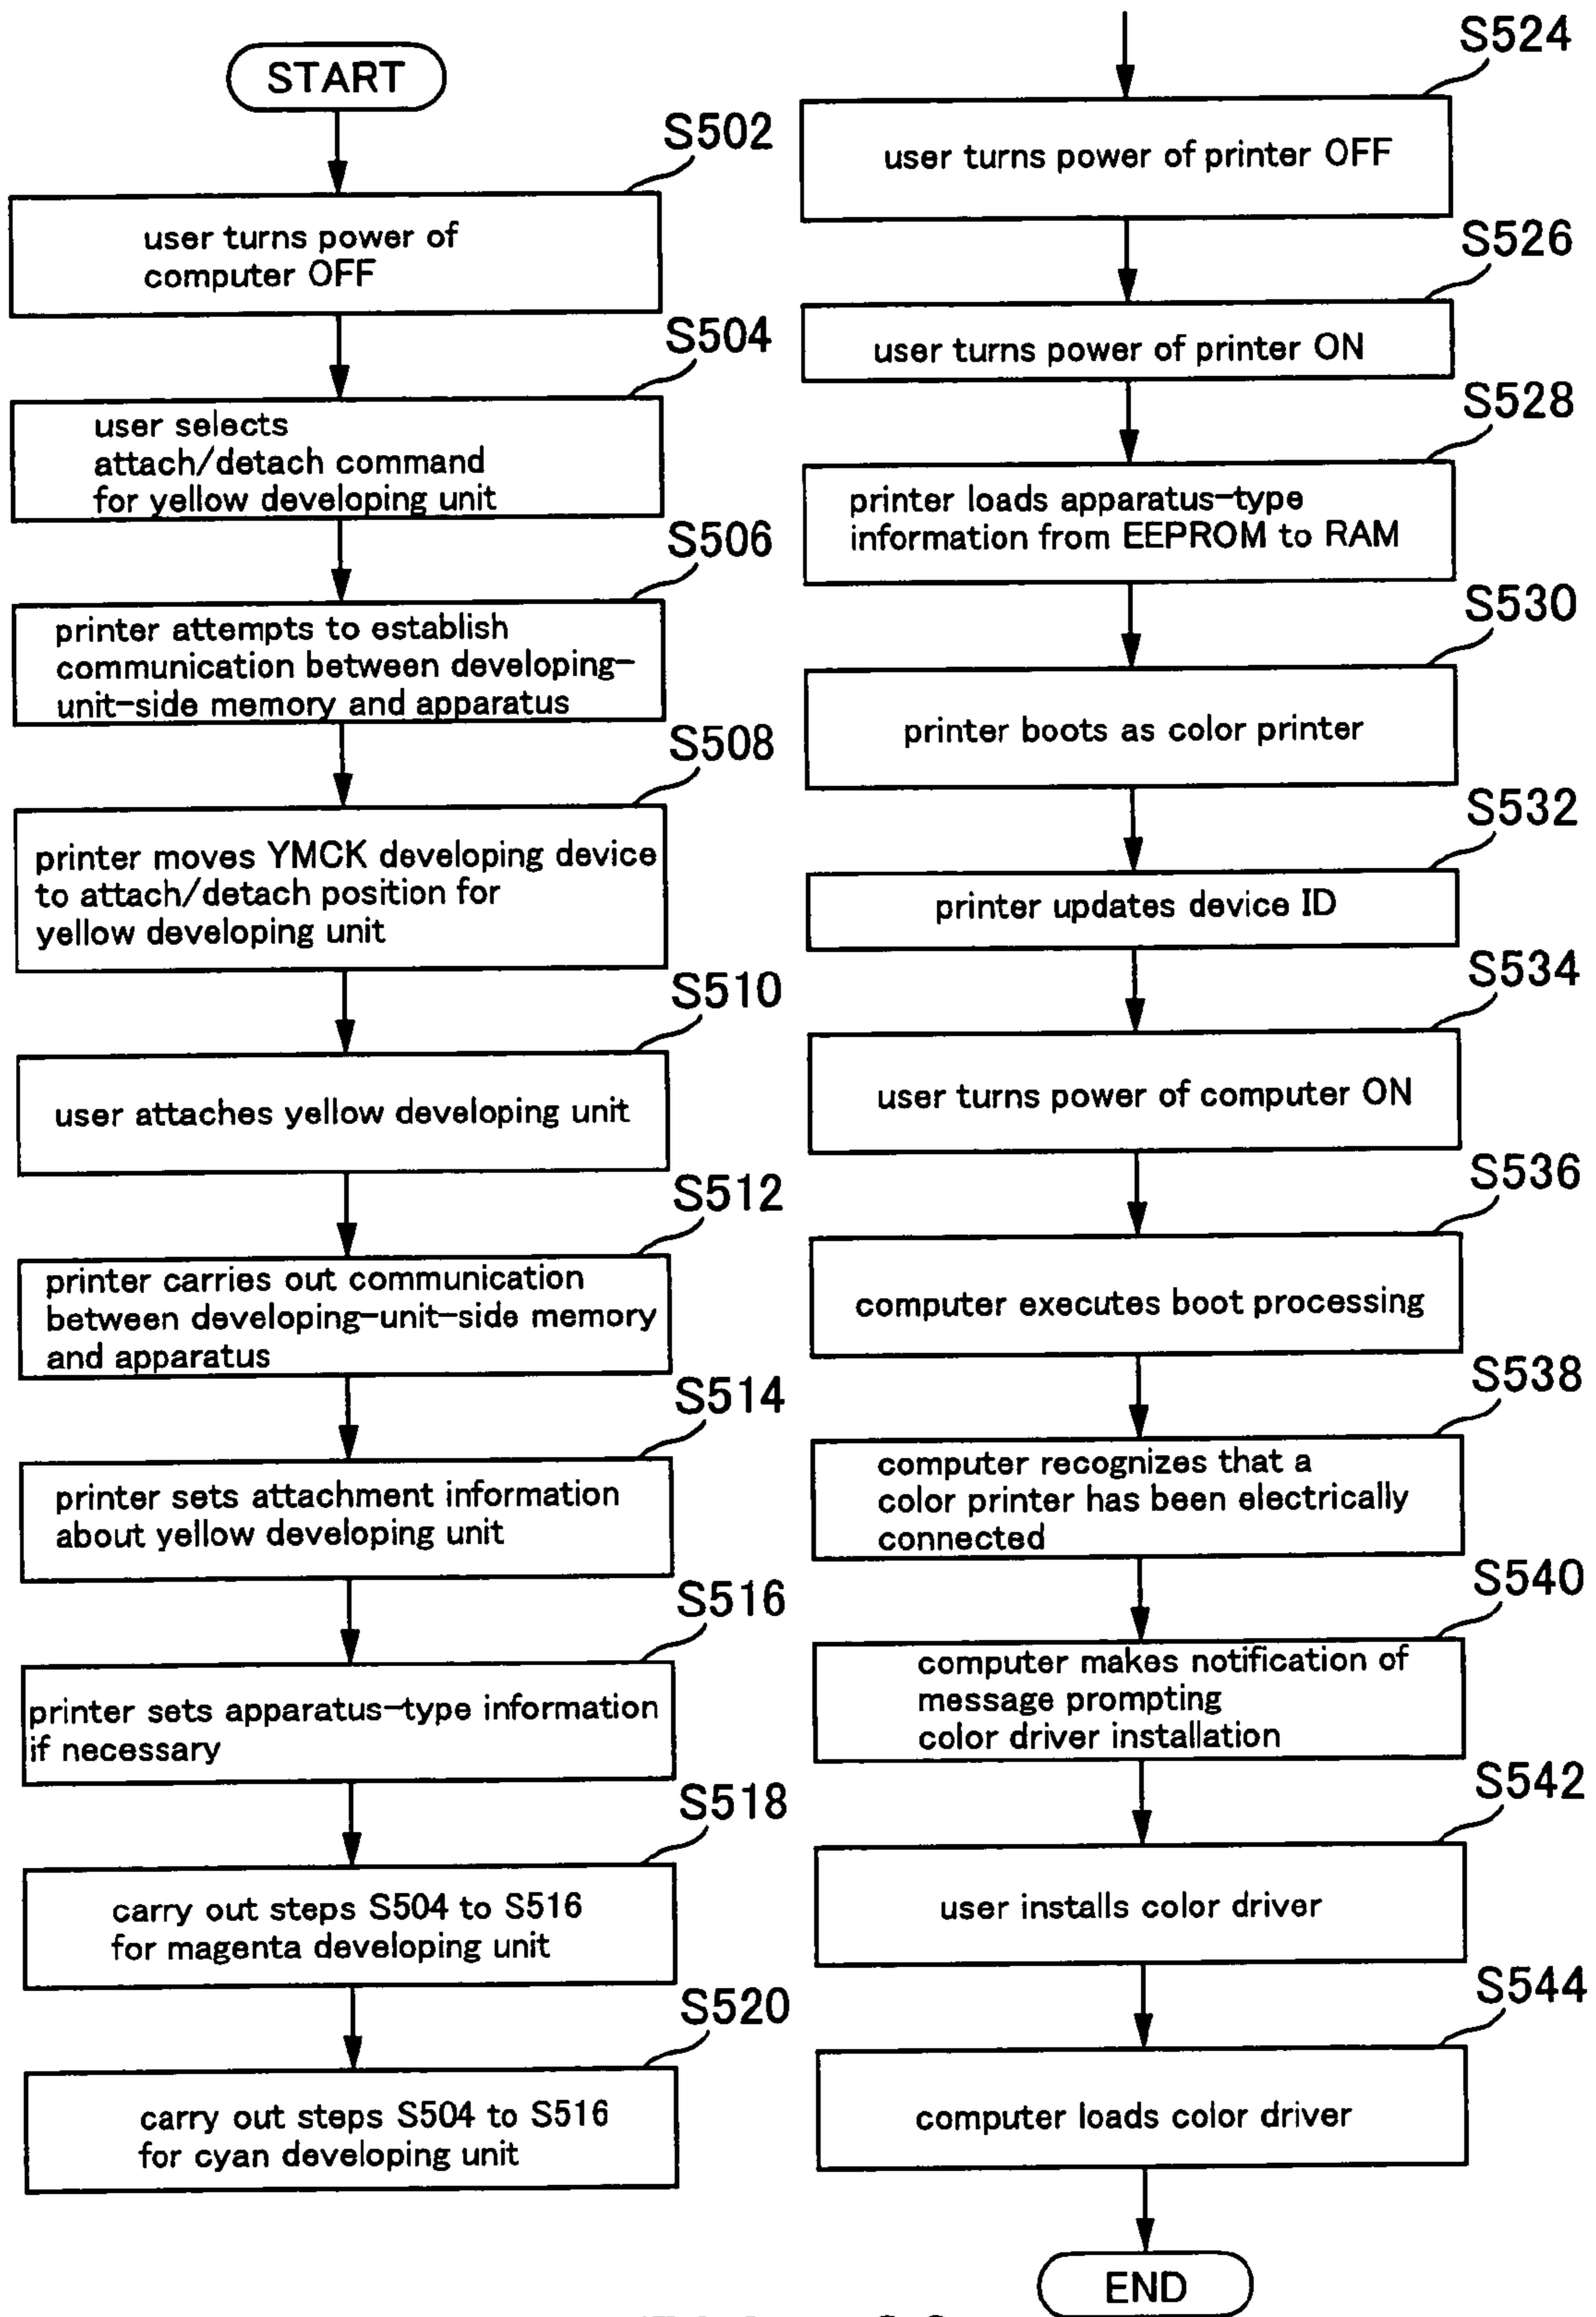 START
S502
user turns power of
computer OFF
S504
user selects
attach/detach command
for yellow developing unit
S506
printer attempts to establish
communication between developing-
unit-side memory and apparatus
S508
printer moves YMCK developing device
to attach/detach position for
yellow developing unit
S510
user attaches yellow developing unit
S512
printer carries out communication
between developing-unit-side memory
and apparatus
S514
printer sets attachment information
about yellow developing unit
S516
printer sets apparatus-type information
if necessary
S518
carry out steps S504 to S516
for magenta developing unit
S520
carry out steps S504 to S516
for cyan developing unit
S524
user turns power of printer OFF
S526
user turns power of printer ON
S528
printer loads apparatus-type
information from EEPROM to RAM
S530
printer boots as color printer
S532
printer updates device ID
S534
user turns power of computer ON
S536
computer executes boot processing
S538
computer recognizes that a
color printer has been electrically
connected
S540
computer makes notification of
message prompting
color driver installation
S542
user installs color driver
S544
computer loads color driver
END